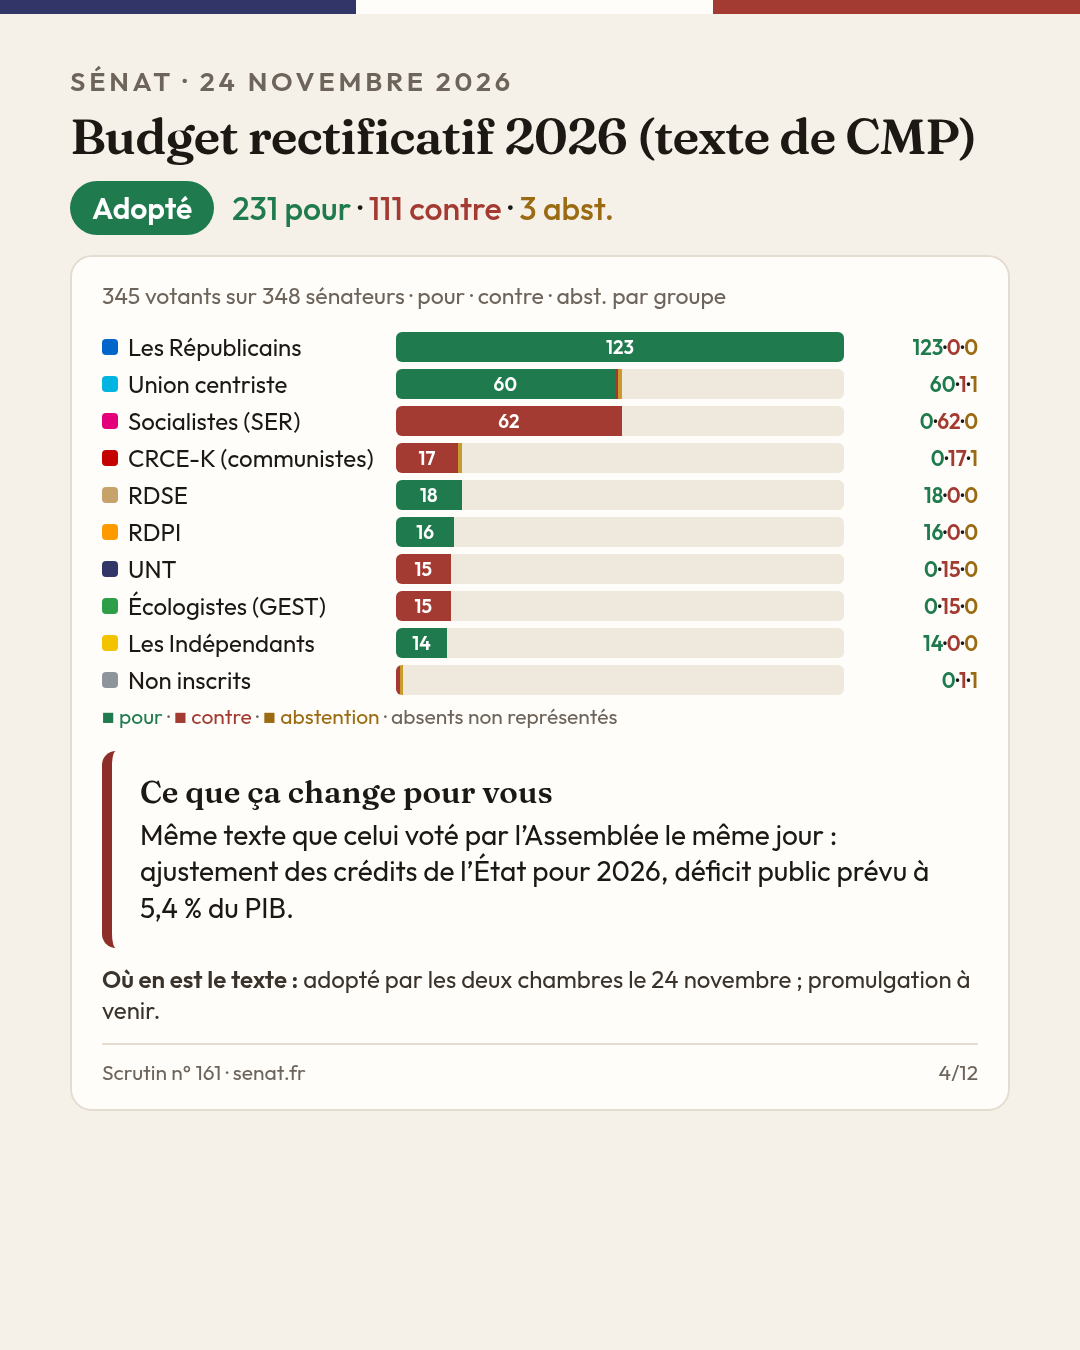 SÉNAT · 24 NOVEMBRE 2026
Budget rectificatif 2026 (texte de CMP)
Adopté 231 pour · 111 contre · 3 abst.
345 votants sur 348 sénateurs · pour · contre · abst. par groupe
Les Républicains 123 123·0·0
Union centriste 60 60·1·1
Socialistes (SER) 62 0·62·0
CRCE-K (communistes) 17 0·17·1
RDSE 18 18·0·0
RDPI 16 16·0·0
UNT 15 0·15·0
Écologistes (GEST) 15 0·15·0
Les Indépendants 14 14·0·0
Non inscrits 0·1·1
■ pour · ■ contre · ■ abstention · absents non représentés
Ce que ça change pour vous
Même texte que celui voté par l’Assemblée le même jour :
ajustement des crédits de l’État pour 2026, déficit public prévu à
5,4 % du PIB.
Où en est le texte : adopté par les deux chambres le 24 novembre ; promulgation à
venir.
Scrutin n° 161 · senat.fr 4/12